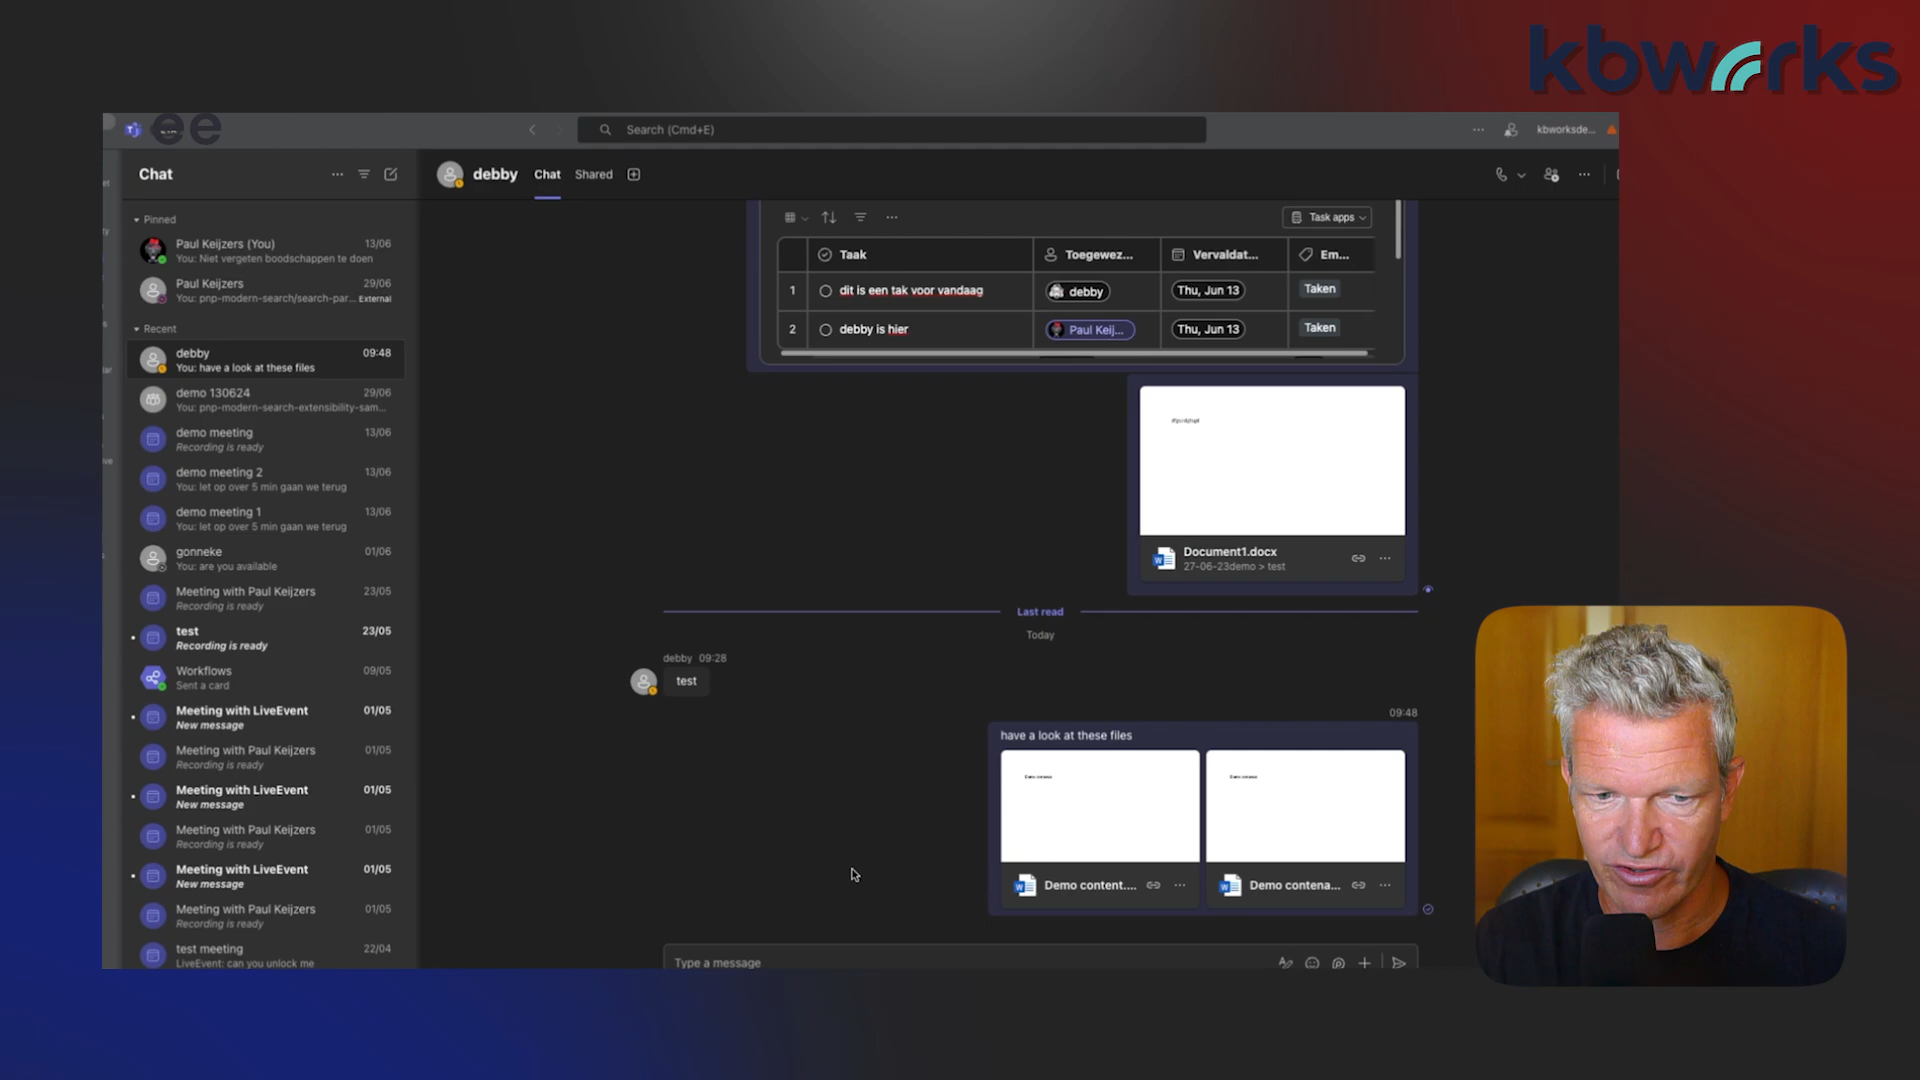 kbworks
ee
Search (Cmd+E)
kbworksde...
Chat
debby
Chat
Shared
Pinned
Paul Keijzers (You)
13/06
You: Niet vergeten boodschappen te doen
Paul Keijzers
29/06
You: pnp-modern-search/search-par...
External
Recent
debby
09:48
You: have a look at these files
demo 130624
29/06
You: pnp-modern-search-extensibility-sam...
demo meeting
13/06
Recording is ready
demo meeting 2
13/06
You: let op over 5 min gaan we terug
demo meeting 1
13/06
You: let op over 5 min gaan we terug
gonneke
01/06
You: are you available
Meeting with Paul Keijzers
23/05
Recording is ready
test
23/05
Recording is ready
Workflows
09/05
Sent a card
Meeting with LiveEvent
01/05
New message
Meeting with Paul Keijzers
01/05
Recording is ready
Meeting with LiveEvent
01/05
New message
Meeting with Paul Keijzers
01/05
Recording is ready
Meeting with LiveEvent
01/05
New message
Meeting with Paul Keijzers
01/05
Recording is ready
test meeting
22/04
LiveEvent: can you unlock me
Task apps
Taak
Toegewez...
Vervaldat...
Em...
1
dit is een tak voor vandaag
debby
Thu, Jun 13
Taken
2
debby is hier
Paul Keij...
Thu, Jun 13
Taken
Document1.docx
27-06-23demo > test
Last read
Today
debby 09:28
test
09:48
have a look at these files
Demo content....
Demo contena...
Type a message